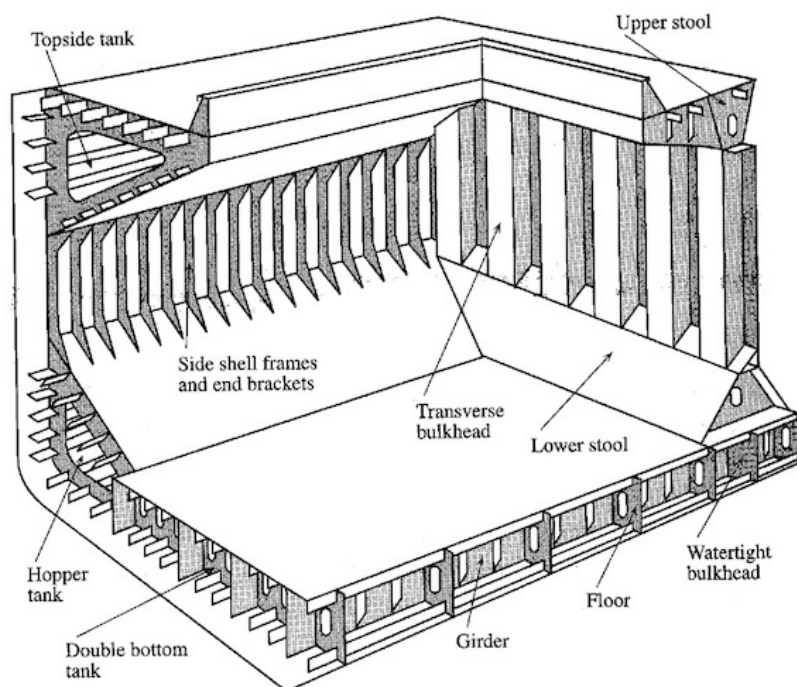 Topside tank
Upper stool
Side shell frames
and end brackets
Transverse
bulkhead
Lower stool
Hopper
tank
Double bottom
tank
Girder
Floor
Watertight
bulkhead